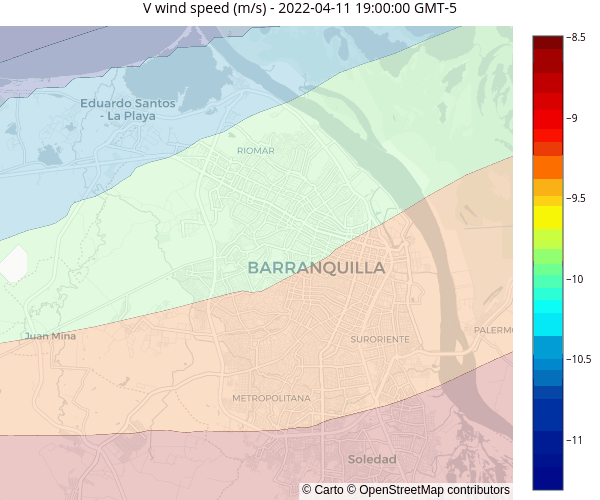 V wind speed (m/s) - 2022-04-11 19:00:00 GMT-5
Eduardo Santos
- La Playa
RIOMAR
BARRANQUILLA
Juan Mina
SURORIENTE
PALERMO
METROPOLITANA
Soledad
© Carto © OpenStreetMap contributors
−8.5
−9
−9.5
−10
−10.5
−11